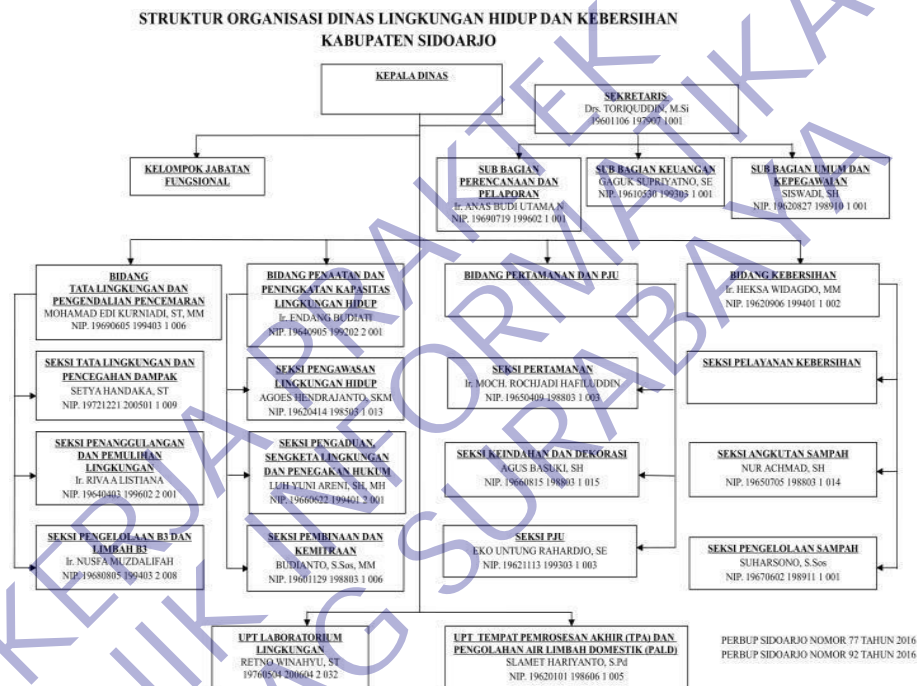 STRUKTUR ORGANISASI DINAS LINGKUNGAN HIDUP DAN KEBERSIHAN
KABUPATEN SIDOARJO
KEPALA DINAS
SEKRETARIS
Drs. TORIQUDDIN, M.Si
19601106 197907 1001
KELOMPOK JABATAN
FUNGSIONAL
SUB BAGIAN
PERENCANAAN DAN
PELAPORAN
Ir. ANAS BUDI UTAMA N
NIP. 19690719 199602 1 001
SUB BAGIAN KEUANGAN
GAGUK SUPRIYATNO, SE
NIP. 19610530 199303 1 001
SUB BAGIAN UMUM DAN
KEPEGAWAIAN
SISWADI, SH
NIP. 19620827 198910 1 001
BIDANG
TATA LINGKUNGAN DAN
PENGENDALIAN PENCEMARAN
MOHAMAD EDI KURNIADI, ST, MM
NIP. 19690605 199403 1 006
BIDANG PENAATAN DAN
PENINGKATAN KAPASITAS
LINGKUNGAN HIDUP
Ir. ENDANG BUDIATI
NIP. 19640905 199202 2 001
BIDANG PERTAMANAN DAN PJU
BIDANG KEBERSIHAN
Ir. HEKSA WIDAGDO, MM
NIP. 19620906 199401 1 002
SEKSI TATA LINGKUNGAN DAN
PENCEGAHAN DAMPAK
SETYA HANDAKA, ST
NIP. 19721221 200501 1 009
SEKSI PENGAWASAN
LINGKUNGAN HIDUP
AGOES HENDRAJANTO, SKM
NIP. 19620414 198503 1 013
SEKSI PERTAMANAN
Ir. MOCH. ROCHJADI HAFILUDDIN
NIP. 19650409 198803 1 003
SEKSI PELAYANAN KEBERSIHAN
SEKSI PENANGGULANGAN
DAN PEMULIHAN
LINGKUNGAN
Ir. RIVA A LISTIANA
NIP. 19640403 199602 2 001
SEKSI PENGADUAN,
SENGKETA LINGKUNGAN
DAN PENEGAKAN HUKUM
LUH YUNI ARENI, SH, MH
NIP. 19660622 199401 2 001
SEKSI KEINDAHAN DAN DEKORASI
AGUS BASUKI, SH
NIP. 19660815 198803 1 015
SEKSI ANGKUTAN SAMPAH
NUR ACHMAD, SH
NIP. 19650705 198803 1 014
SEKSI PENGELOLAAN B3 DAN
LIMBAH B3
Ir. NUSFA MUZDALIFAH
NIP. 19680805 199403 2 008
SEKSI PEMBINAAN DAN
KEMITRAAN
BUDIANTO, S.Sos, MM
NIP. 19601129 198803 1 006
SEKSI PJU
EKO UNTUNG RAHARDJO, SE
NIP. 19621113 199303 1 003
SEKSI PENGELOLAAN SAMPAH
SUHARSONO, S.Sos
NIP. 19670602 198911 1 001
UPT LABORATORIUM
LINGKUNGAN
RETNO WINAHYU, ST
19760504 200604 2 032
UPT TEMPAT PEMROSESAN AKHIR (TPA) DAN
PENGOLAHAN AIR LIMBAH DOMESTIK (PALD)
SLAMET HARIYANTO, S.Pd
NIP. 19620101 198606 1 005
PERBUP SIDOARJO NOMOR 77 TAHUN 2016
PERBUP SIDOARJO NOMOR 92 TAHUN 2016
KERJA PRAKTEK
INFORMATIKA
SURABAYA